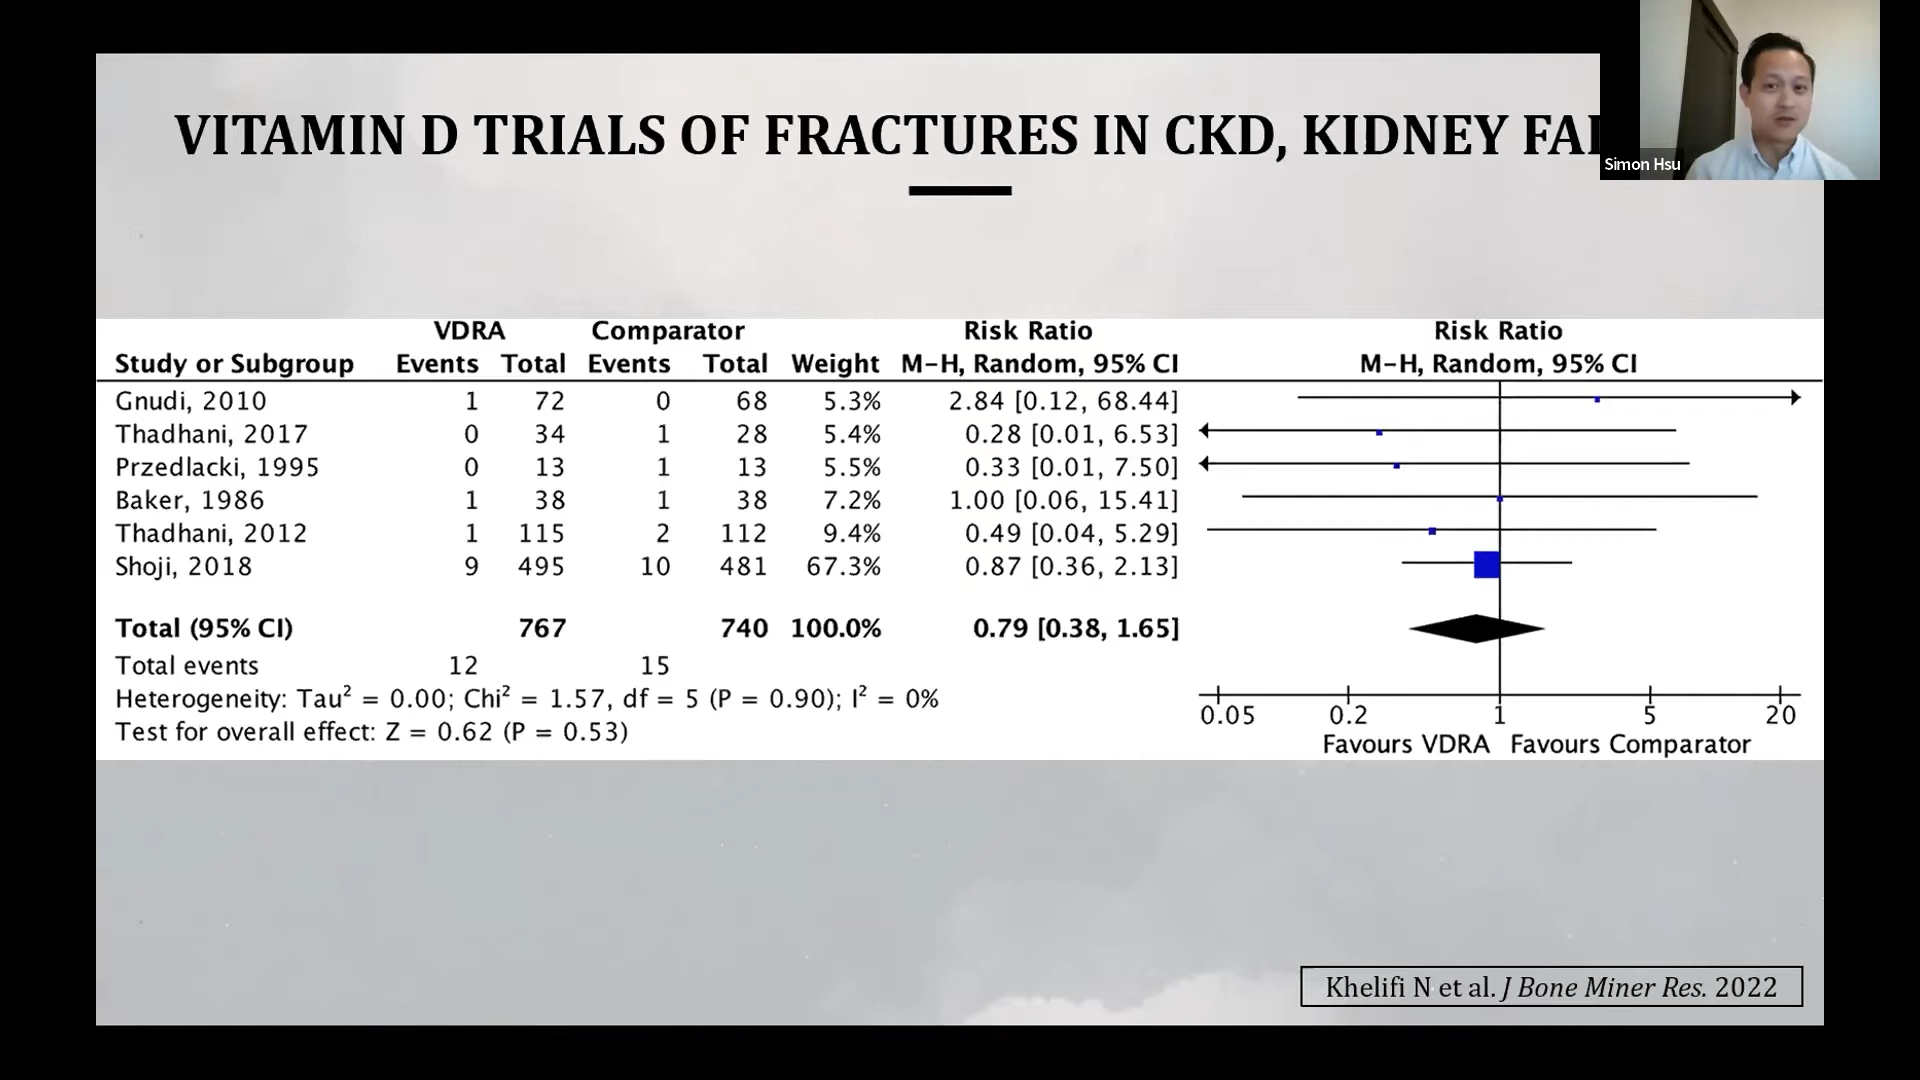 VITAMIN D TRIALS OF FRACTURES IN CKD, KIDNEY
Simon Hsu
VDRA Comparator Risk Ratio Risk Ratio
Study or Subgroup Events Total Events Total Weight M-H, Random, 95% CI M-H, Random, 95% CI
Gnudi, 2010 1 72 0 68 5.3% 2.84 [0.12, 68.44]
Thadhani, 2017 0 34 1 28 5.4% 0.28 [0.01, 6.53]
Przedlacki, 1995 0 13 1 13 5.5% 0.33 [0.01, 7.50]
Baker, 1986 1 38 1 38 7.2% 1.00 [0.06, 15.41]
Thadhani, 2012 1 115 2 112 9.4% 0.49 [0.04, 5.29]
Shoji, 2018 9 495 10 481 67.3% 0.87 [0.36, 2.13]
Total (95% CI) 767 740 100.0% 0.79 [0.38, 1.65]
Total events 12 15
Heterogeneity: Tau² = 0.00; Chi² = 1.57, df = 5 (P = 0.90); I² = 0%
Test for overall effect: Z = 0.62 (P = 0.53)
0.05 0.2 1 5 20
Favours VDRA Favours Comparator
Khelifi N et al. J Bone Miner Res. 2022